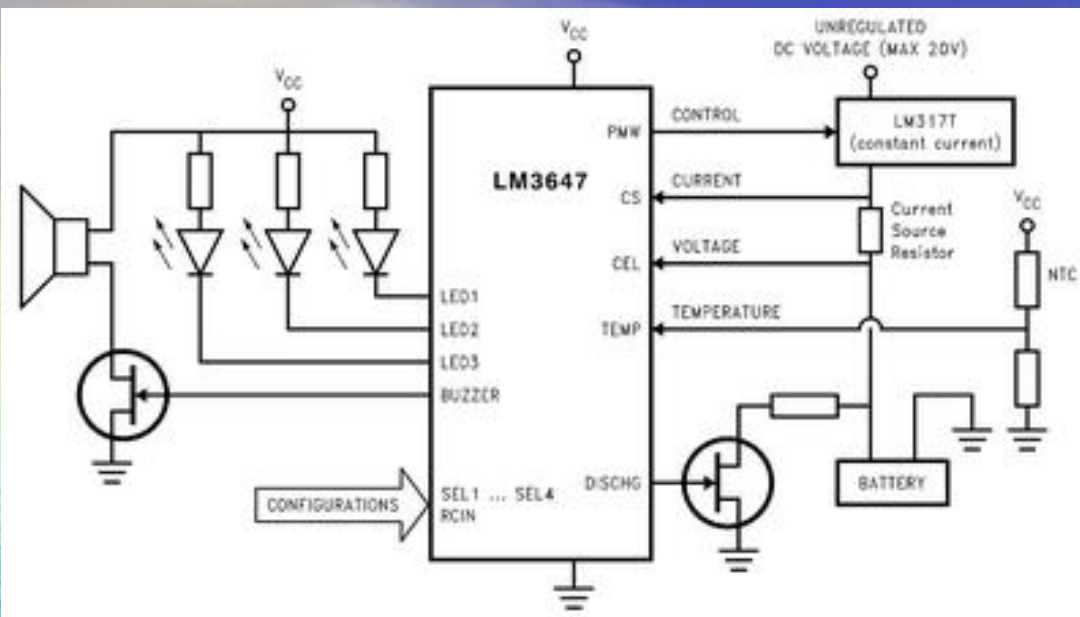 VCC
UNREGULATED
DC VOLTAGE (MAX 20V)
VCC
PMW
CONTROL
LM317T
(constant current)
LM3647
CS
CURRENT
VCC
Current
Source
Resistor
CEL
VOLTAGE
NTC
LED1
TEMP
TEMPERATURE
LED2
LED3
BUZZER
DISCHG
BATTERY
CONFIGURATIONS
SEL1 ... SEL4
RCIN